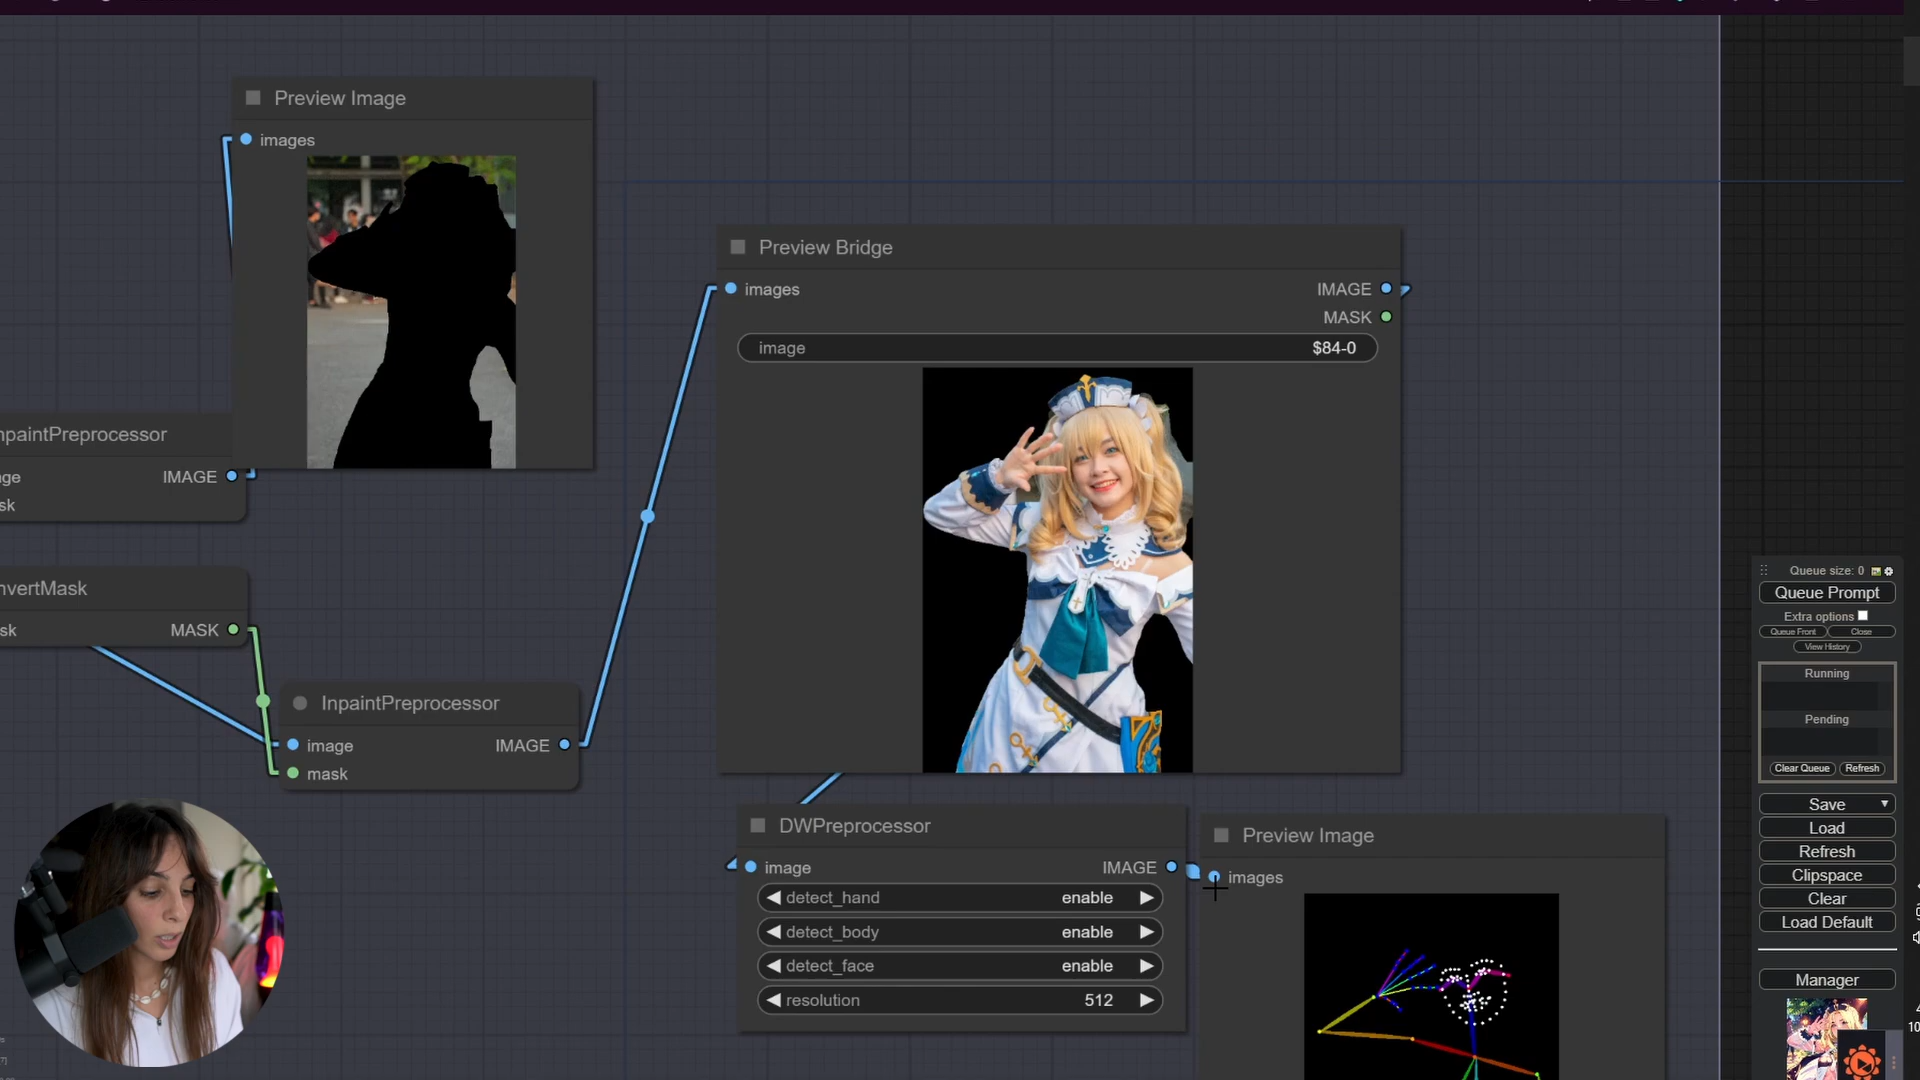 Preview Image
images
Preview Bridge
images
IMAGE
MASK
image
$84-0
npaintPreprocessor
ge
IMAGE
sk
nvertMask
sk
MASK
InpaintPreprocessor
image
IMAGE
mask
DWPreprocessor
image
IMAGE
detect_hand
enable
detect_body
enable
detect_face
enable
resolution
512
Preview Image
images
Queue size: 0
Queue Prompt
Extra options
Queue Front
Close
View History
Running
Pending
Clear Queue
Refresh
Save
Load
Refresh
Clipspace
Clear
Load Default
Manager